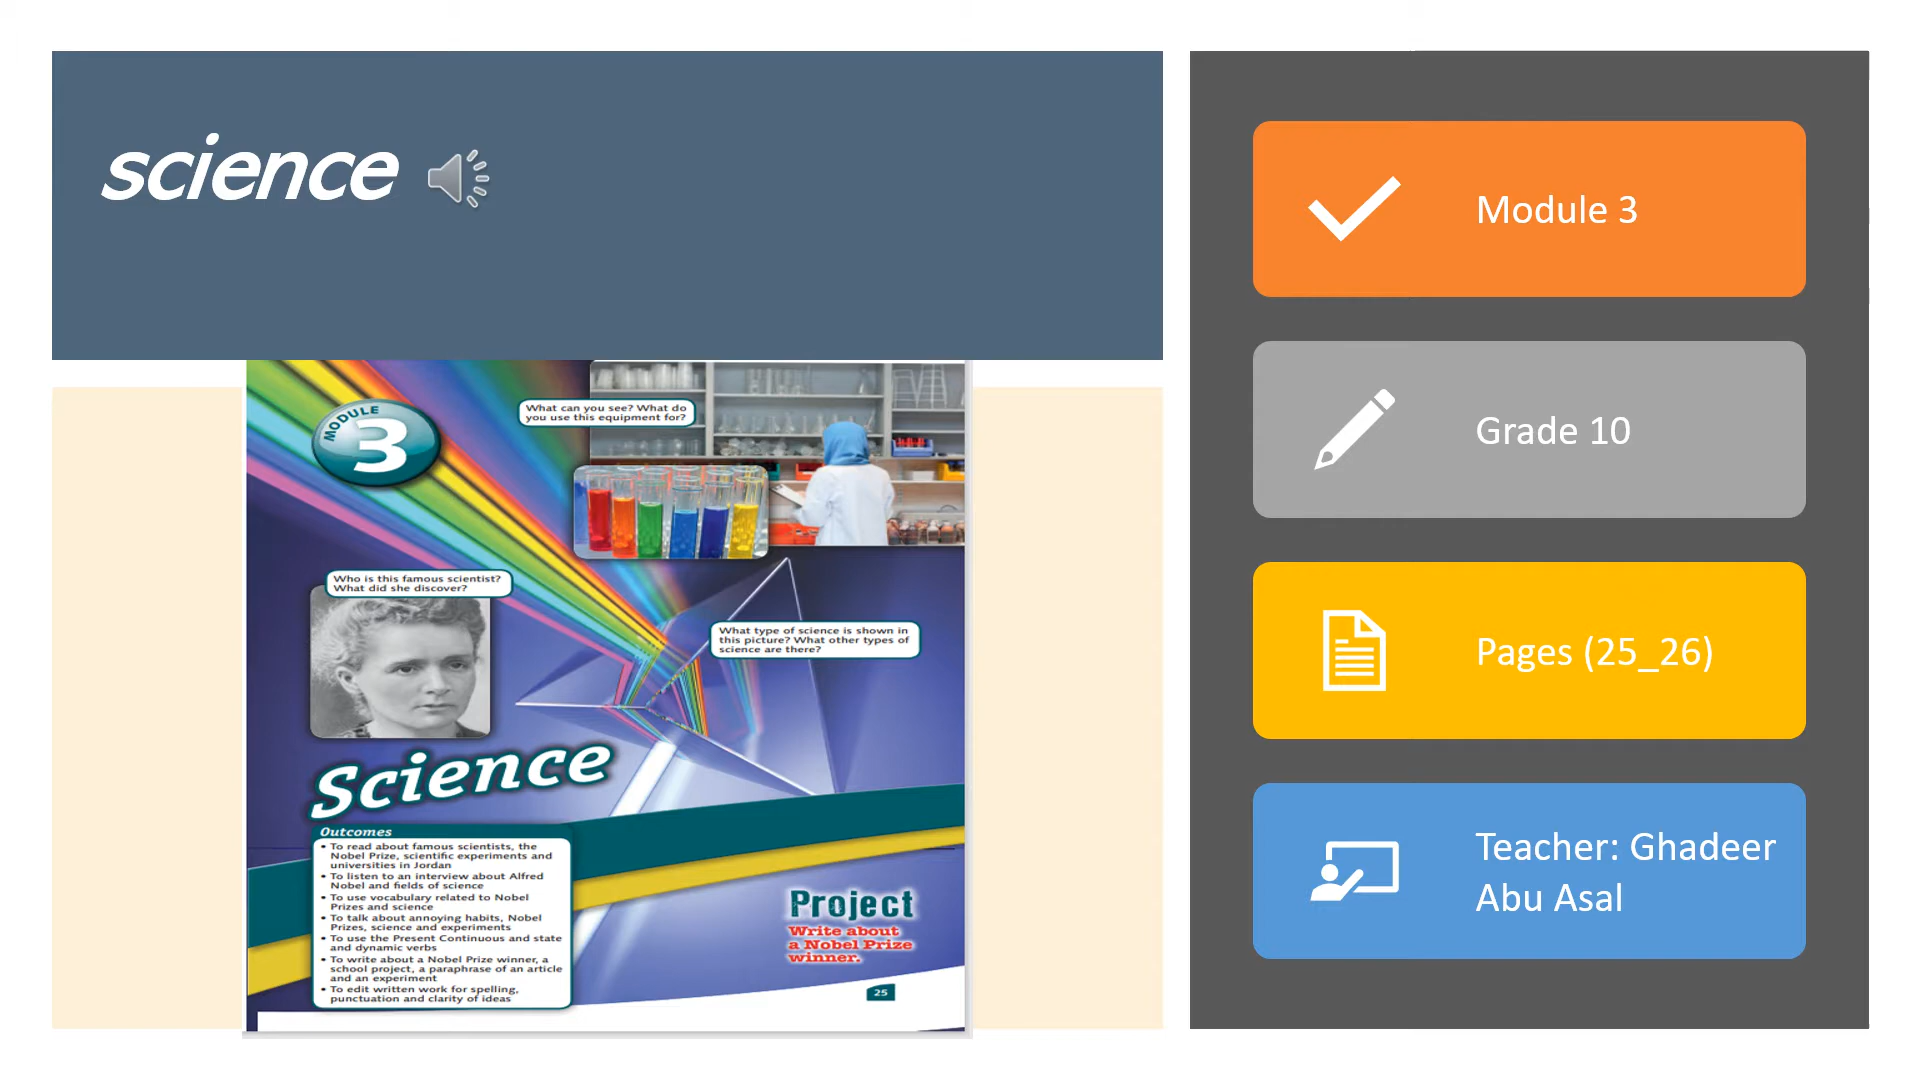 science
MODULE
3
What can you see? What do
you use this equipment for?
Who is this famous scientist?
What did she discover?
What type of science is shown in
this picture? What other types of
science are there?
Science
Outcomes
• To read about famous scientists, the
Nobel Prize, scientific experiments and
universities in Jordan
• To listen to an interview about Alfred
Nobel and fields of science
• To use vocabulary related to Nobel
Prizes and science
• To talk about annoying habits, Nobel
Prizes, science and experiments
• To use the Present Continuous and state
and dynamic verbs
• To write about a Nobel Prize winner, a
school project, a paraphrase of an article
and an experiment
• To edit written work for spelling,
punctuation and clarity of ideas
Project
Write about
a Nobel Prize
winner.
25
Module 3
Grade 10
Pages (25_26)
Teacher: Ghadeer
Abu Asal